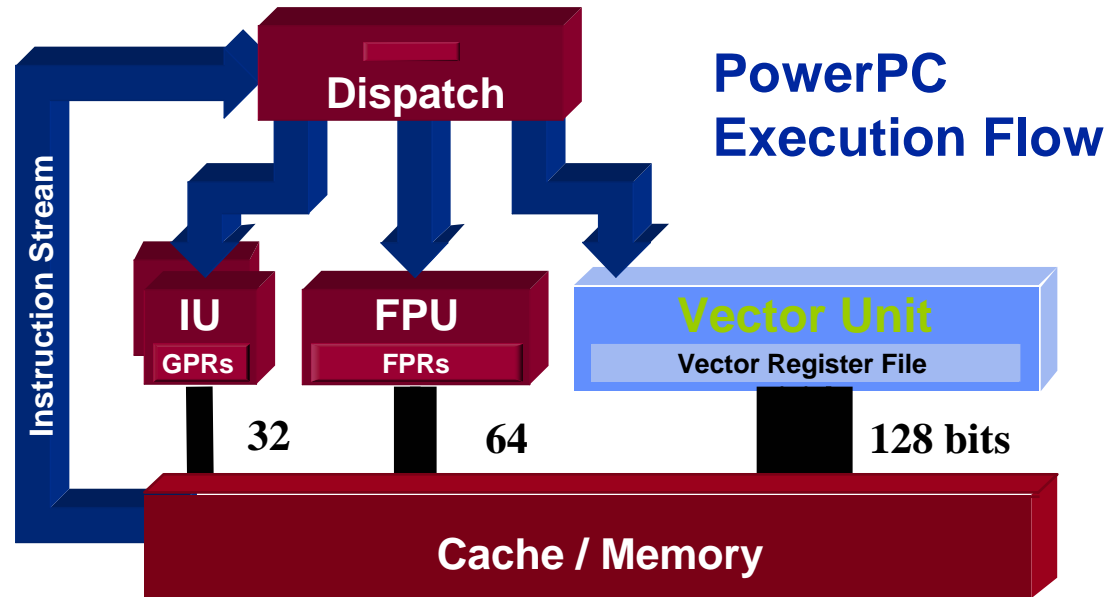 PowerPC
Execution Flow
Dispatch
Instruction Stream
IU
GPRs
FPU
FPRs
Vector Unit
Vector Register File
32
64
128 bits
Cache / Memory